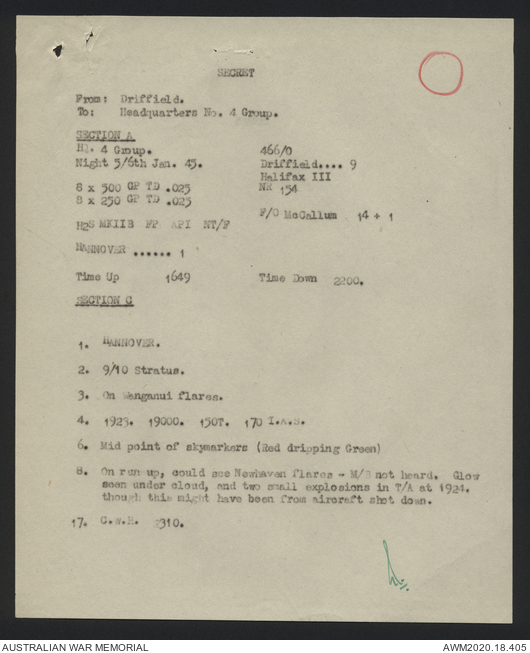 SECRET
From: Driffield.
To: Headquarters No. 4 Group.
SECTION A
H1. 4 Group. 466/O
Night 5/6th Jan. 45. Driffield.... 9
Halifax III
8 x 500 GP TD .025 NR 154
8 x 250 GP TD .025
F/O McCallum 14 + 1
H2S MKIIB FP API NT/F
HANNOVER ...... 1
Time Up 1649 Time Down 2200.
SECTION C
1. HANNOVER.
2. 9/10 Stratus.
3. On Wanganui flares.
4. 1923. 19000. 150T. 170 I.A.S.
6. Mid point of skymarkers (Red dripping Green)
8. On run-up, could see Newhaven flares - M/B not heard. Glow
seen under cloud, and two small explosions in T/A at 1924.
though this might have been from aircraft shot down.
17. G.W.H. 2310.
AUSTRALIAN WAR MEMORIAL AWM2020.18.405